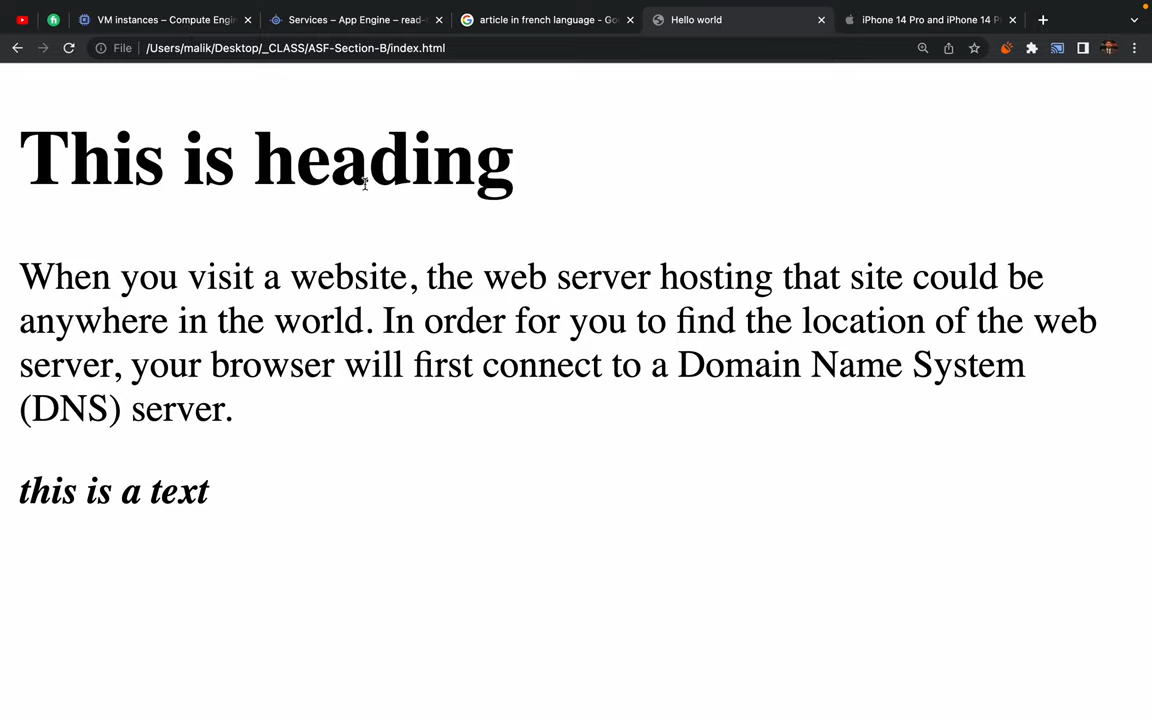 VM instances – Compute Engin
Services – App Engine – read-
article in french language - Go
Hello world
iPhone 14 Pro and iPhone 14 P
File
/Users/malik/Desktop/_CLASS/ASF-Section-B/index.html
This is heading
When you visit a website, the web server hosting that site could be
anywhere in the world. In order for you to find the location of the web
server, your browser will first connect to a Domain Name System
(DNS) server.
this is a text